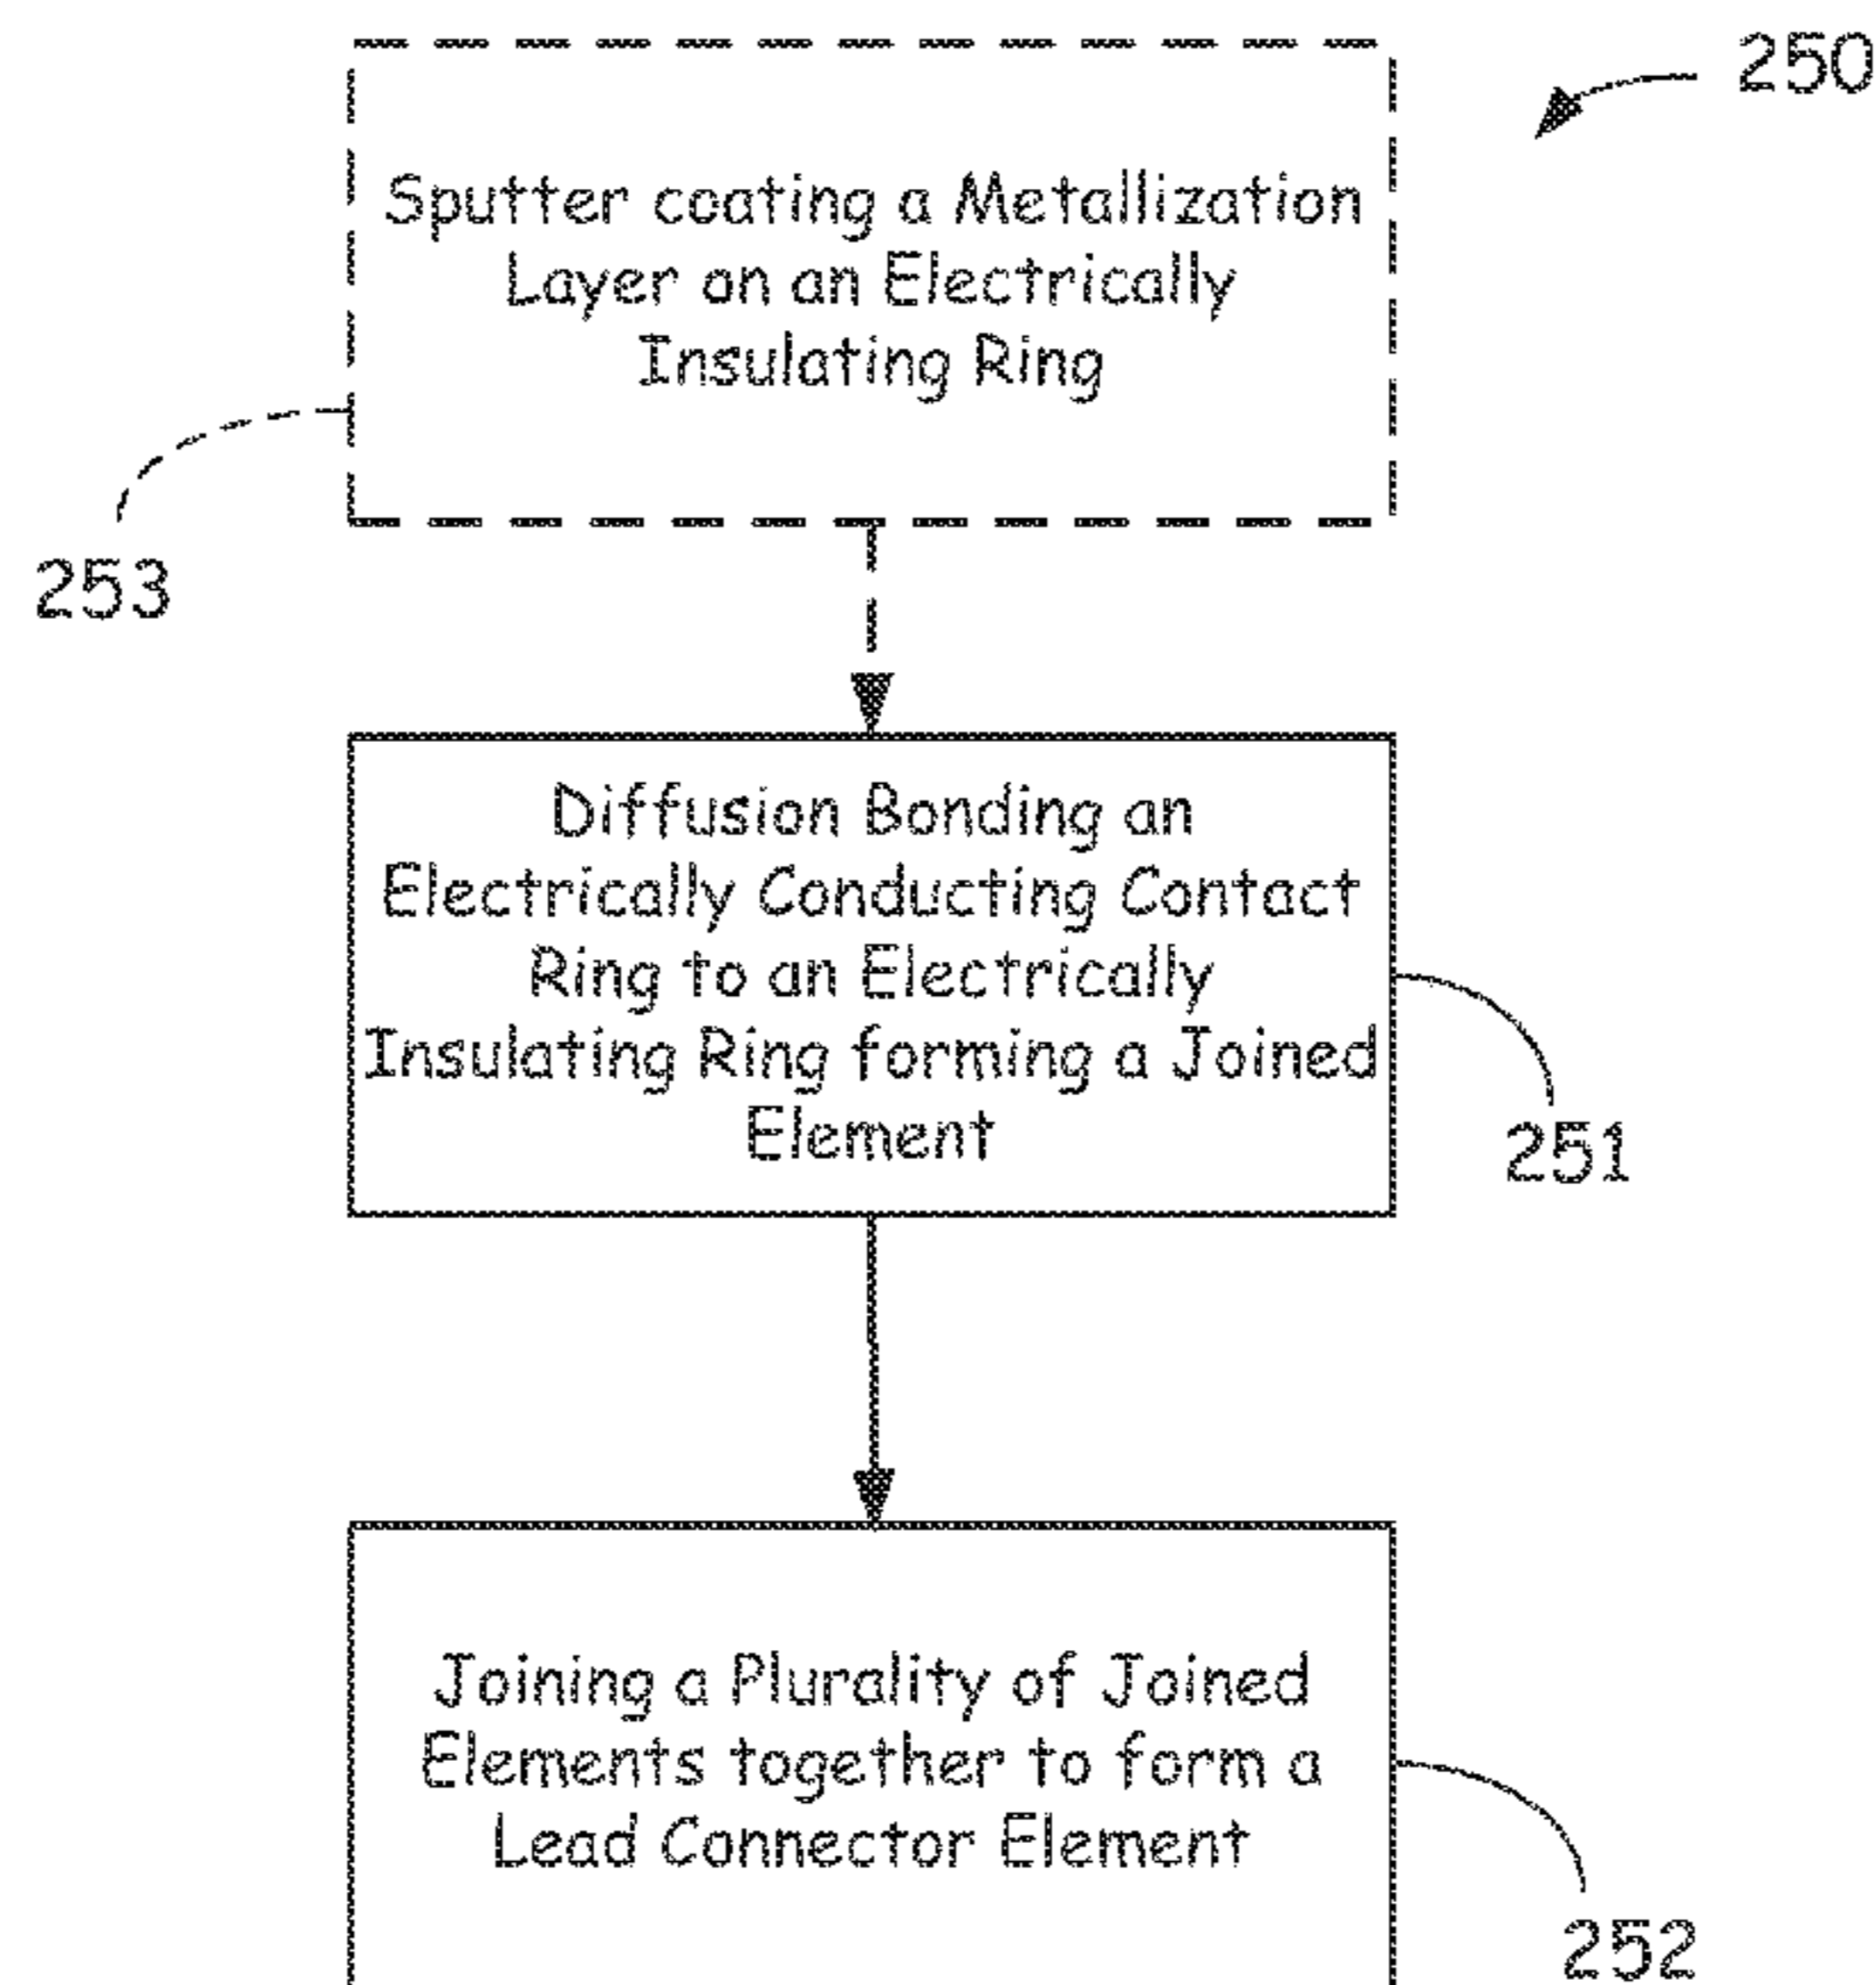 250
Sputter coating a Metallization
Layer on an Electrically
Insulating Ring
253
Diffusion Bonding an
Electrically Conducting Contact
Ring to an Electrically
Insulating Ring forming a Joined
Element
251
Joining a Plurality of Joined
Elements together to form a
Lead Connector Element
252